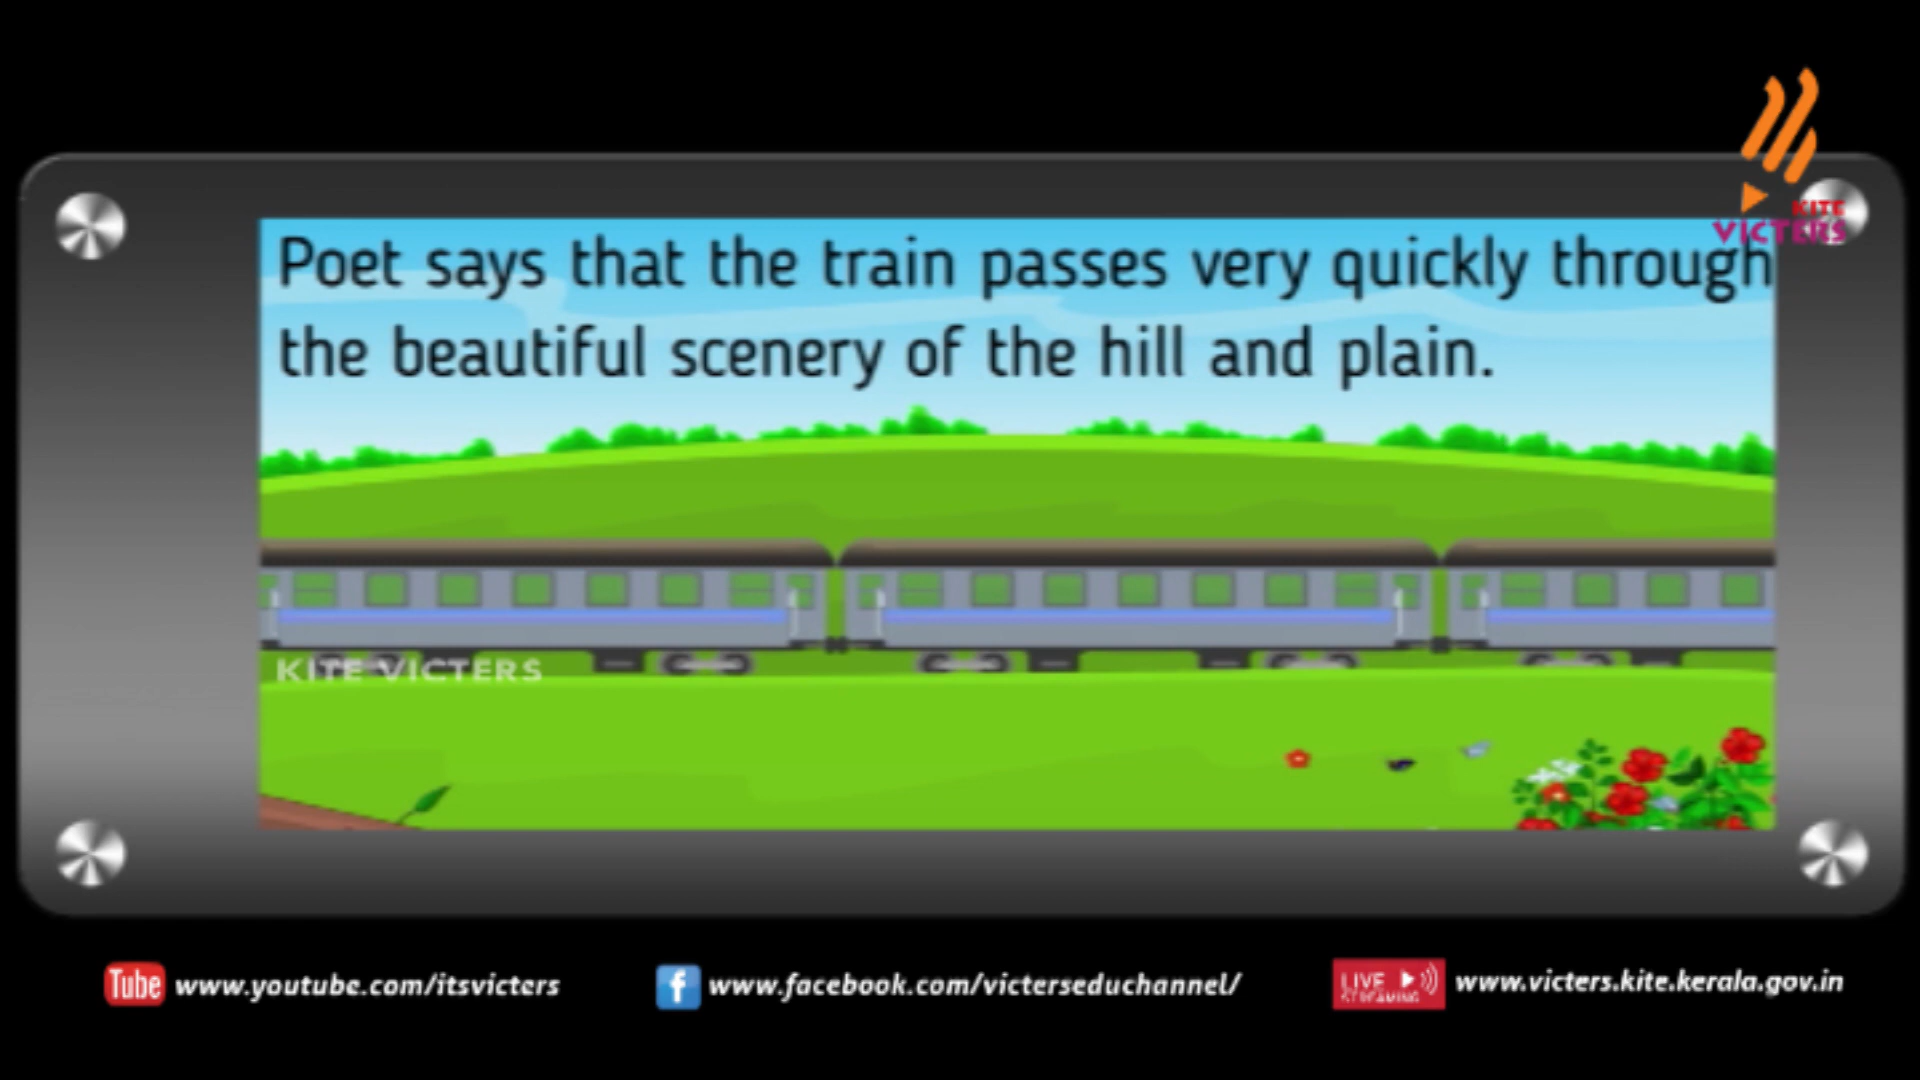 KITE
VICTERS
Poet says that the train passes very quickly through
the beautiful scenery of the hill and plain.
KITE VICTERS
Tube www.youtube.com/itsvicters
f www.facebook.com/victerseduchannel/
LIVE
STREAMING
www.victers.kite.kerala.gov.in